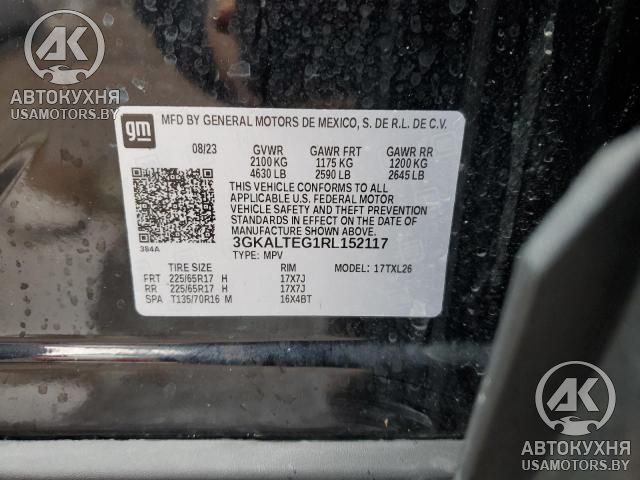 АК
АВТОКУХНЯ
USAMOTORS.BY
gm
MFD BY GENERAL MOTORS DE MEXICO, S. DE R.L. DE C.V.
08/23 GVWR GAWR FRT GAWR RR
2100 KG 1175 KG 1200 KG
4630 LB 2590 LB 2645 LB
THIS VEHICLE CONFORMS TO ALL
APPLICABLE U.S. FEDERAL MOTOR
VEHICLE SAFETY AND THEFT PREVENTION
STANDARDS IN EFFECT ON THE DATE OF
MANUFACTURE SHOWN ABOVE.
384A
3GKALTEG1RL152117
TYPE: MPV
TIRE SIZE RIM MODEL: 17TXL26
FRT 225/65R17 H 17X7J
RR 225/65R17 H 17X7J
SPA T135/70R16 M 16X4BT
АК
АВТОКУХНЯ
USAMOTORS.BY